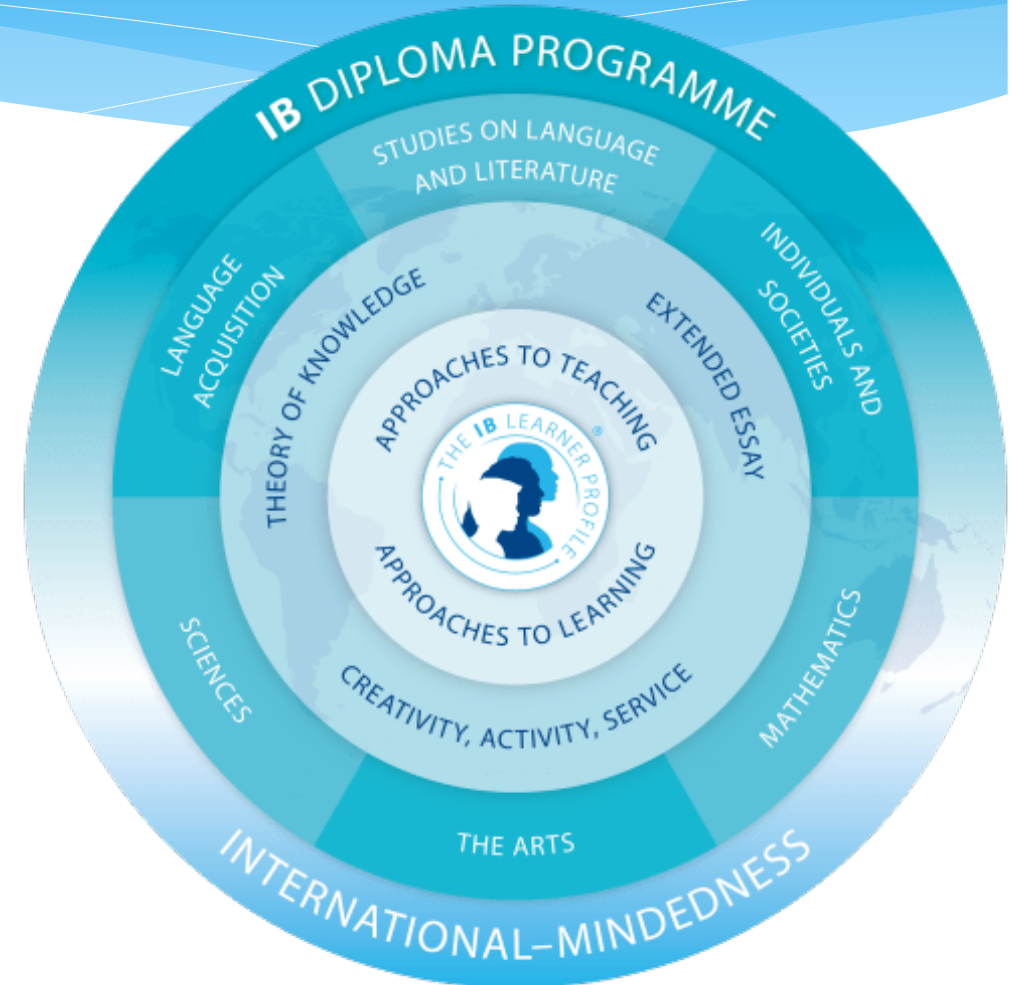 IB DIPLOMA PROGRAMME
STUDIES ON LANGUAGE
AND LITERATURE
LANGUAGE
ACQUISITION
INDIVIDUALS AND
SOCIETIES
THEORY OF KNOWLEDGE
EXTENDED ESSAY
APPROACHES TO TEACHING
THE IB LEARNER PROFILE ®
APPROACHES TO LEARNING
SCIENCES
CREATIVITY, ACTIVITY, SERVICE
MATHEMATICS
THE ARTS
INTERNATIONAL–MINDEDNESS